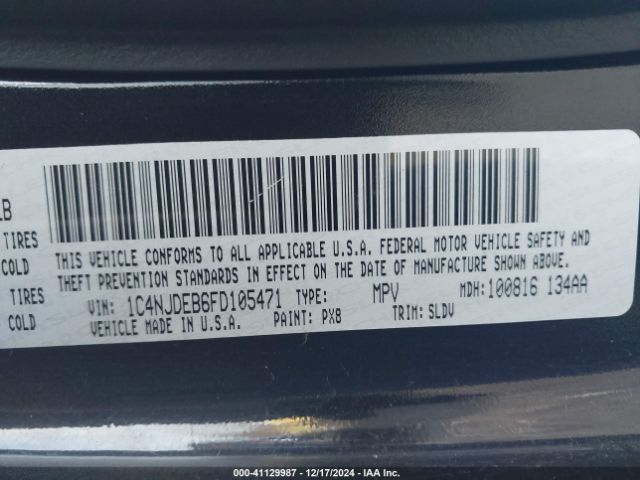 LB
TIRES
COLD
TIRES
COLD
THIS VEHICLE CONFORMS TO ALL APPLICABLE U.S.A. FEDERAL MOTOR VEHICLE SAFETY AND
THEFT PREVENTION STANDARDS IN EFFECT ON THE DATE OF MANUFACTURE SHOWN ABOVE.
VIN: 1C4NJDEB6FD105471 TYPE: MPV MDH:100816 134AA
VEHICLE MADE IN U.S.A. PAINT: PX8 TRIM: SLDV
000-41129987 - 12/17/2024 - IAA Inc.